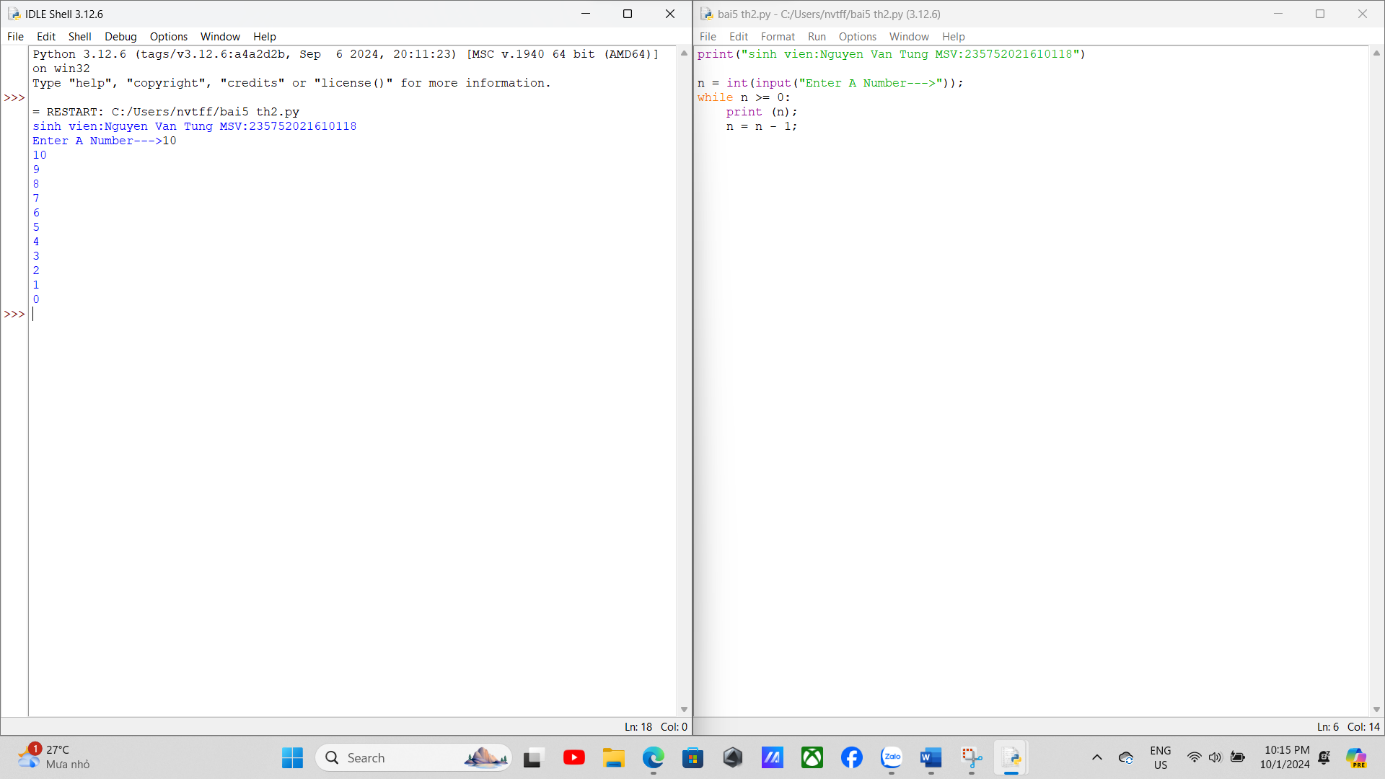 IDLE Shell 3.12.6
File Edit Shell Debug Options Window Help
Python 3.12.6 (tags/v3.12.6:a4a2d2b, Sep  6 2024, 20:11:23) [MSC v.1940 64 bit (AMD64)]
on win32
Type "help", "copyright", "credits" or "license()" for more information.
>>>
= RESTART: C:/Users/nvtff/bai5 th2.py
sinh vien:Nguyen Van Tung MSV:235752021610118
Enter A Number--->10
10
9
8
7
6
5
4
3
2
1
0
>>>
Ln: 18 Col: 0
bai5 th2.py - C:/Users/nvtff/bai5 th2.py (3.12.6)
File Edit Format Run Options Window Help
print("sinh vien:Nguyen Van Tung MSV:235752021610118")
n = int(input("Enter A Number--->"));
while n >= 0:
    print (n);
    n = n - 1;
Ln: 6 Col: 14
1
27°C
Mưa nhỏ
Search
Zalo
W
ENG
US
10:15 PM
10/1/2024
PRE